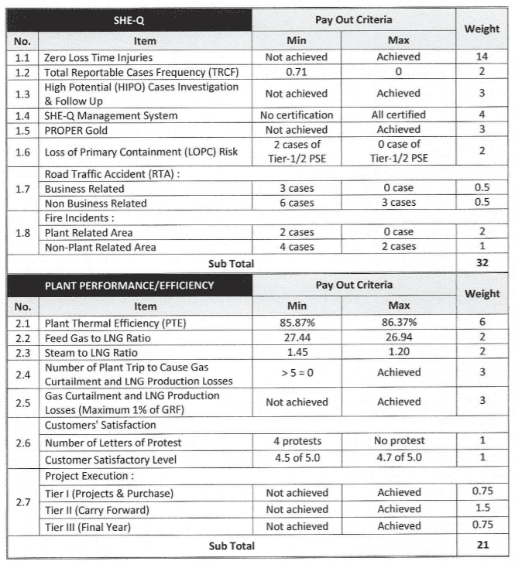 SHE-Q Pay Out Criteria Weight
No. Item Min Max
1.1 Zero Loss Time Injuries Not achieved Achieved 14
1.2 Total Reportable Cases Frequency (TRCF) 0.71 0 2
1.3 High Potential (HIPO) Cases Investigation & Follow Up Not achieved Achieved 3
1.4 SHE-Q Management System No certification All certified 4
1.5 PROPER Gold Not achieved Achieved 3
1.6 Loss of Primary Containment (LOPC) Risk 2 cases of Tier-1/2 PSE 0 case of Tier-1/2 PSE 2
1.7 Road Traffic Accident (RTA) :
Business Related 3 cases 0 case 0.5
Non Business Related 6 cases 3 cases 0.5
1.8 Fire Incidents :
Plant Related Area 2 cases 0 case 2
Non-Plant Related Area 4 cases 2 cases 1
Sub Total 32
PLANT PERFORMANCE/EFFICIENCY Pay Out Criteria Weight
No. Item Min Max
2.1 Plant Thermal Efficiency (PTE) 85.87% 86.37% 6
2.2 Feed Gas to LNG Ratio 27.44 26.94 2
2.3 Steam to LNG Ratio 1.45 1.20 2
2.4 Number of Plant Trip to Cause Gas Curtailment and LNG Production Losses >5 = 0 Achieved 3
2.5 Gas Curtailment and LNG Production Losses (Maximum 1% of GRF) Not achieved Achieved 3
2.6 Customers' Satisfaction
Number of Letters of Protest 4 protests No protest 1
Customer Satisfactory Level 4.5 of 5.0 4.7 of 5.0 1
2.7 Project Execution :
Tier I (Projects & Purchase) Not achieved Achieved 0.75
Tier II (Carry Forward) Not achieved Achieved 1.5
Tier III (Final Year) Not achieved Achieved 0.75
Sub Total 21